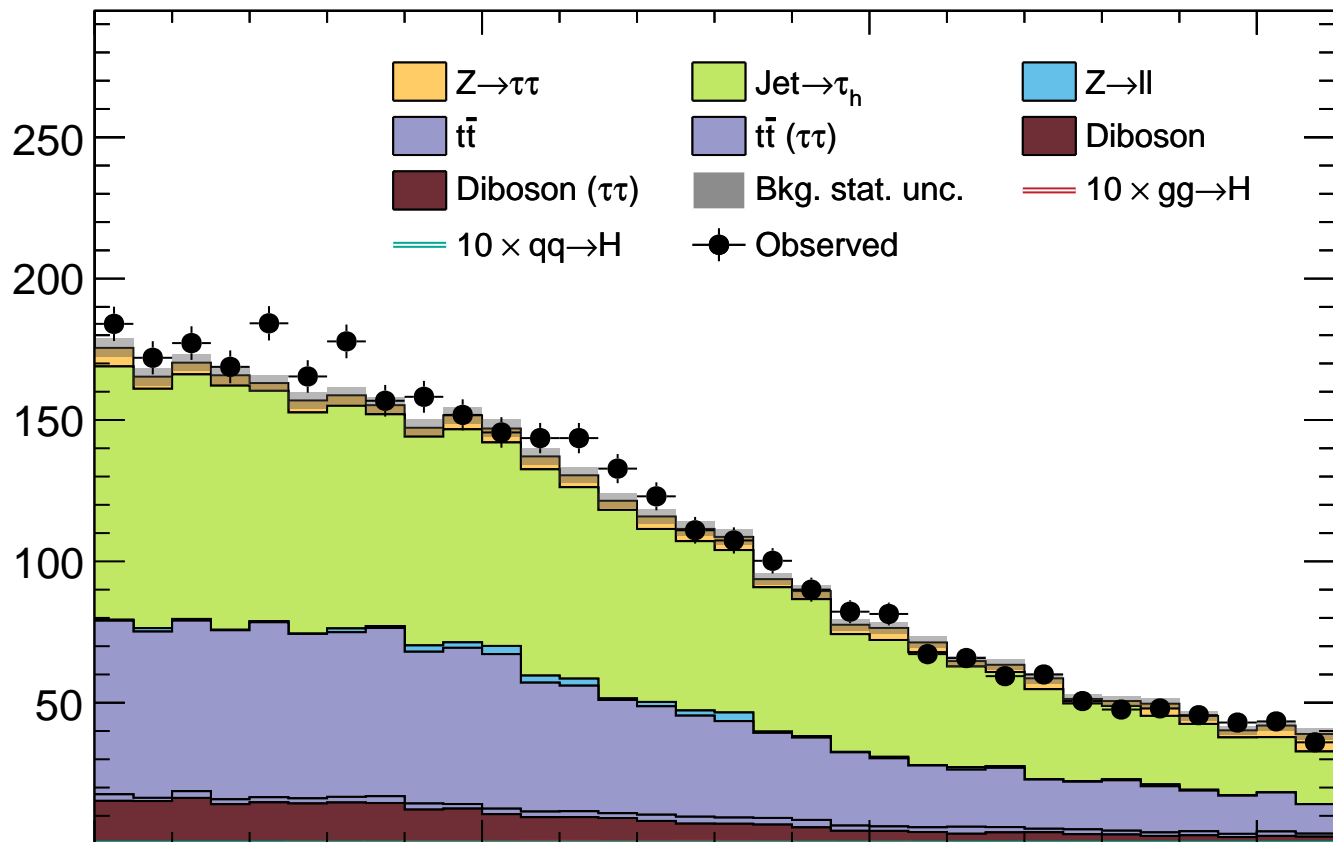 Z→ττ Jet→τₕ Z→ll
tt̄ tt̄ (ττ) Diboson
Diboson (ττ) Bkg. stat. unc. 10 × gg→H
10 × qq→H Observed
250
200
150
100
50